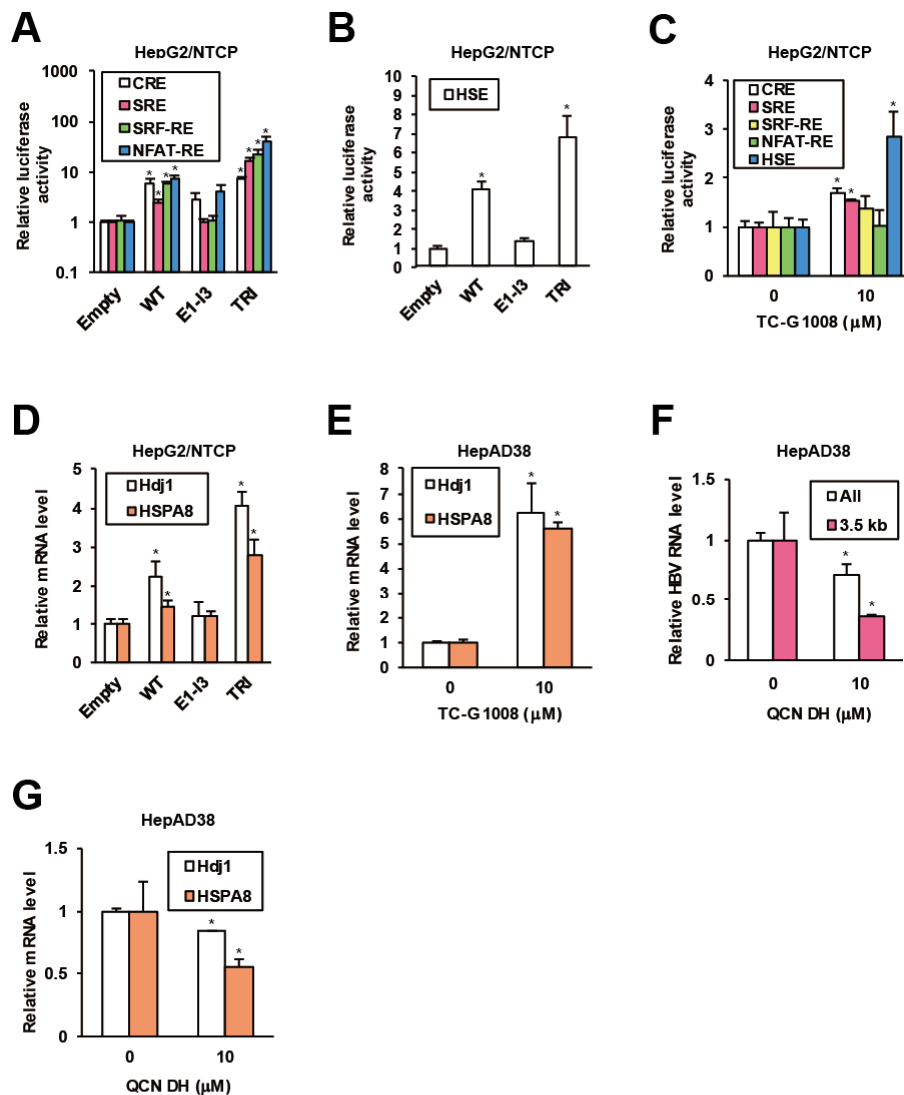 A
HepG2/NTCP
1000
100
10
1
0.1
Relative luciferase
activity
CRE
SRE
SRF-RE
NFAT-RE
* * * *
* * * *
Empty
WT
E1-I3
TRI
B
HepG2/NTCP
10
9
8
7
6
5
4
3
2
1
0
Relative luciferase
activity
HSE
*
*
Empty
WT
E1-I3
TRI
C
HepG2/NTCP
4
3
2
1
0
Relative luciferase
activity
CRE
SRE
SRF-RE
NFAT-RE
HSE
* * *
0
10
TC-G 1008 (μM)
D
HepG2/NTCP
5
4
3
2
1
0
Relative mRNA level
Hdj1
HSPA8
* *
* *
Empty
WT
E1-I3
TRI
E
HepAD38
8
7
6
5
4
3
2
1
0
Relative mRNA level
Hdj1
HSPA8
* *
0
10
TC-G 1008 (μM)
F
HepAD38
1.5
1
0.5
0
Relative HBV RNA level
All
3.5 kb
* *
0
10
QCN DH (μM)
G
HepAD38
1.5
1
0.5
0
Relative mRNA level
Hdj1
HSPA8
* *
0
10
QCN DH (μM)